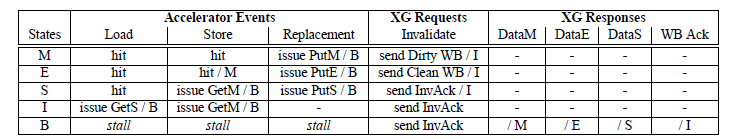 Accelerator Events XG Requests XG Responses
States Load Store Replacement Invalidate DataM DataE DataS WB Ack
M hit hit issue PutM / B send Dirty WB / I - - - -
E hit hit / M issue PutE / B send Clean WB / I - - - -
S hit issue GetM / B issue PutS / B send InvAck / I - - - -
I issue GetS / B issue GetM / B - send InvAck - - - -
B stall stall stall send InvAck / M / E / S / I